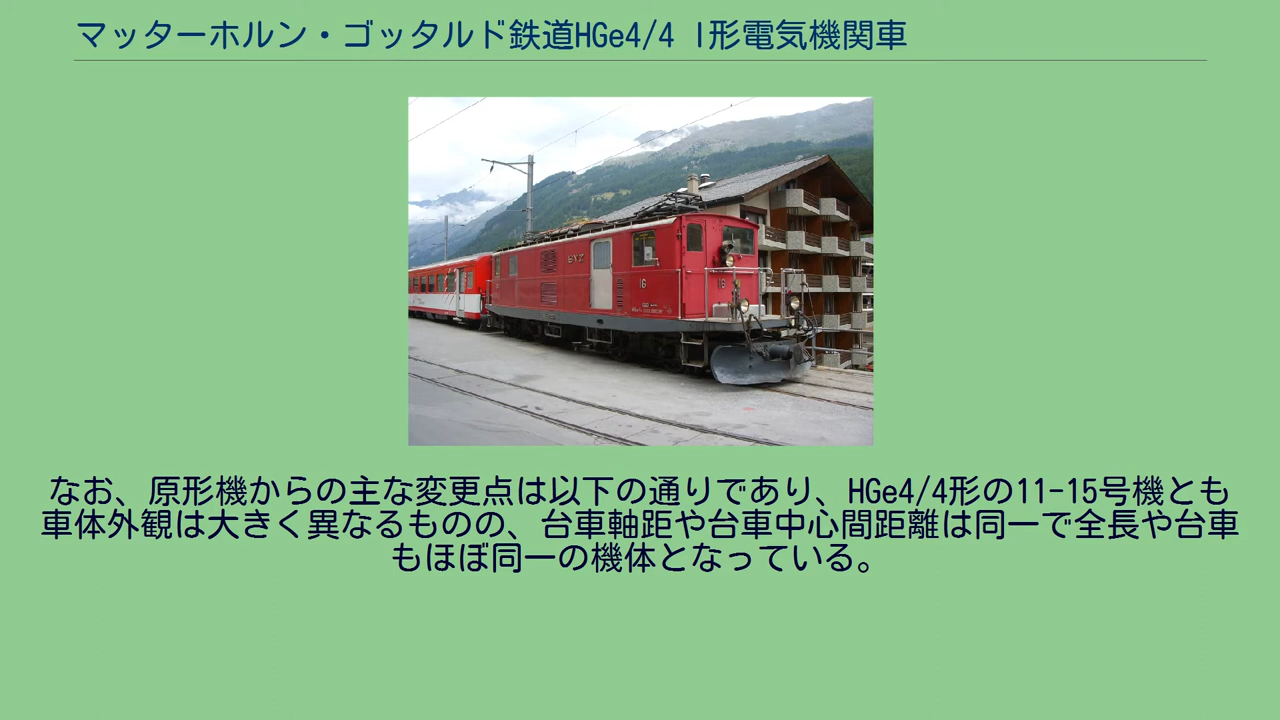 マッターホルン・ゴッタルド鉄道HGe4/4 I形電気機関車
BVZ
16
16
なお、原形機からの主な変更点は以下の通りであり、HGe4/4形の11-15号機とも
車体外観は大きく異なるものの、台車軸距や台車中心間距離は同一で全長や台車
もほぼ同一の機体となっている。